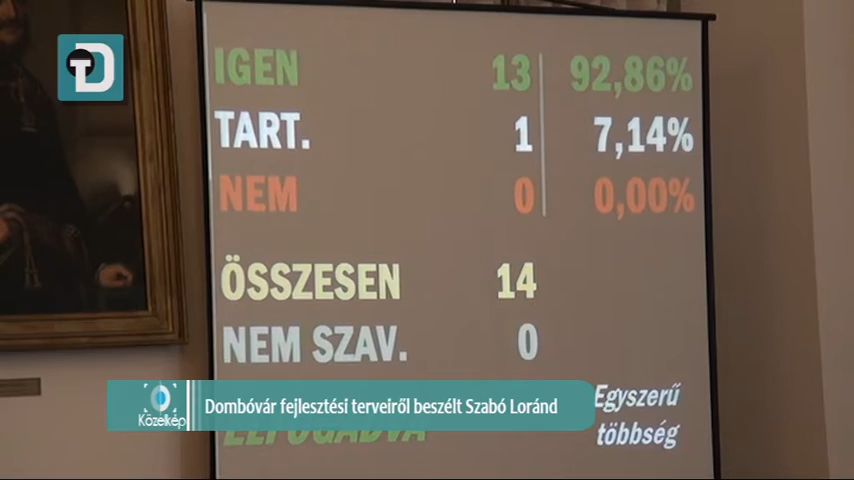 TD
IGEN 13 92,86%
TART. 1 7,14%
NEM 0 0,00%
ÖSSZESEN 14
NEM SZAV. 0
Közelkép
Dombóvár fejlesztési terveiről beszélt Szabó Loránd
ELFOGADVA
Egyszerű
többség